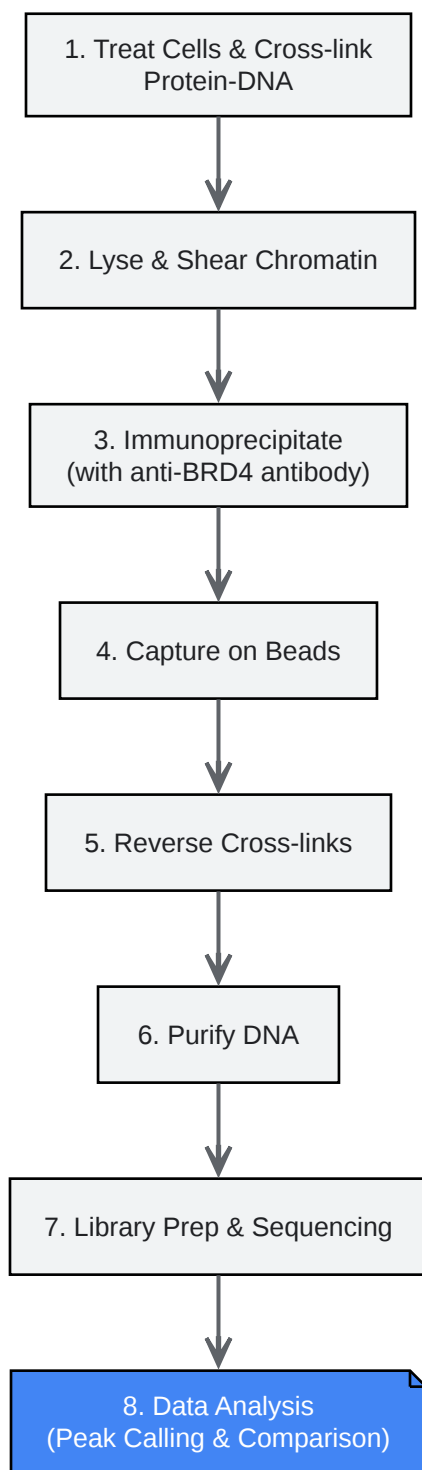 1. Treat Cells & Cross-link
Protein-DNA
2. Lyse & Shear Chromatin
3. Immunoprecipitate
(with anti-BRD4 antibody)
4. Capture on Beads
5. Reverse Cross-links
6. Purify DNA
7. Library Prep & Sequencing
8. Data Analysis
(Peak Calling & Comparison)